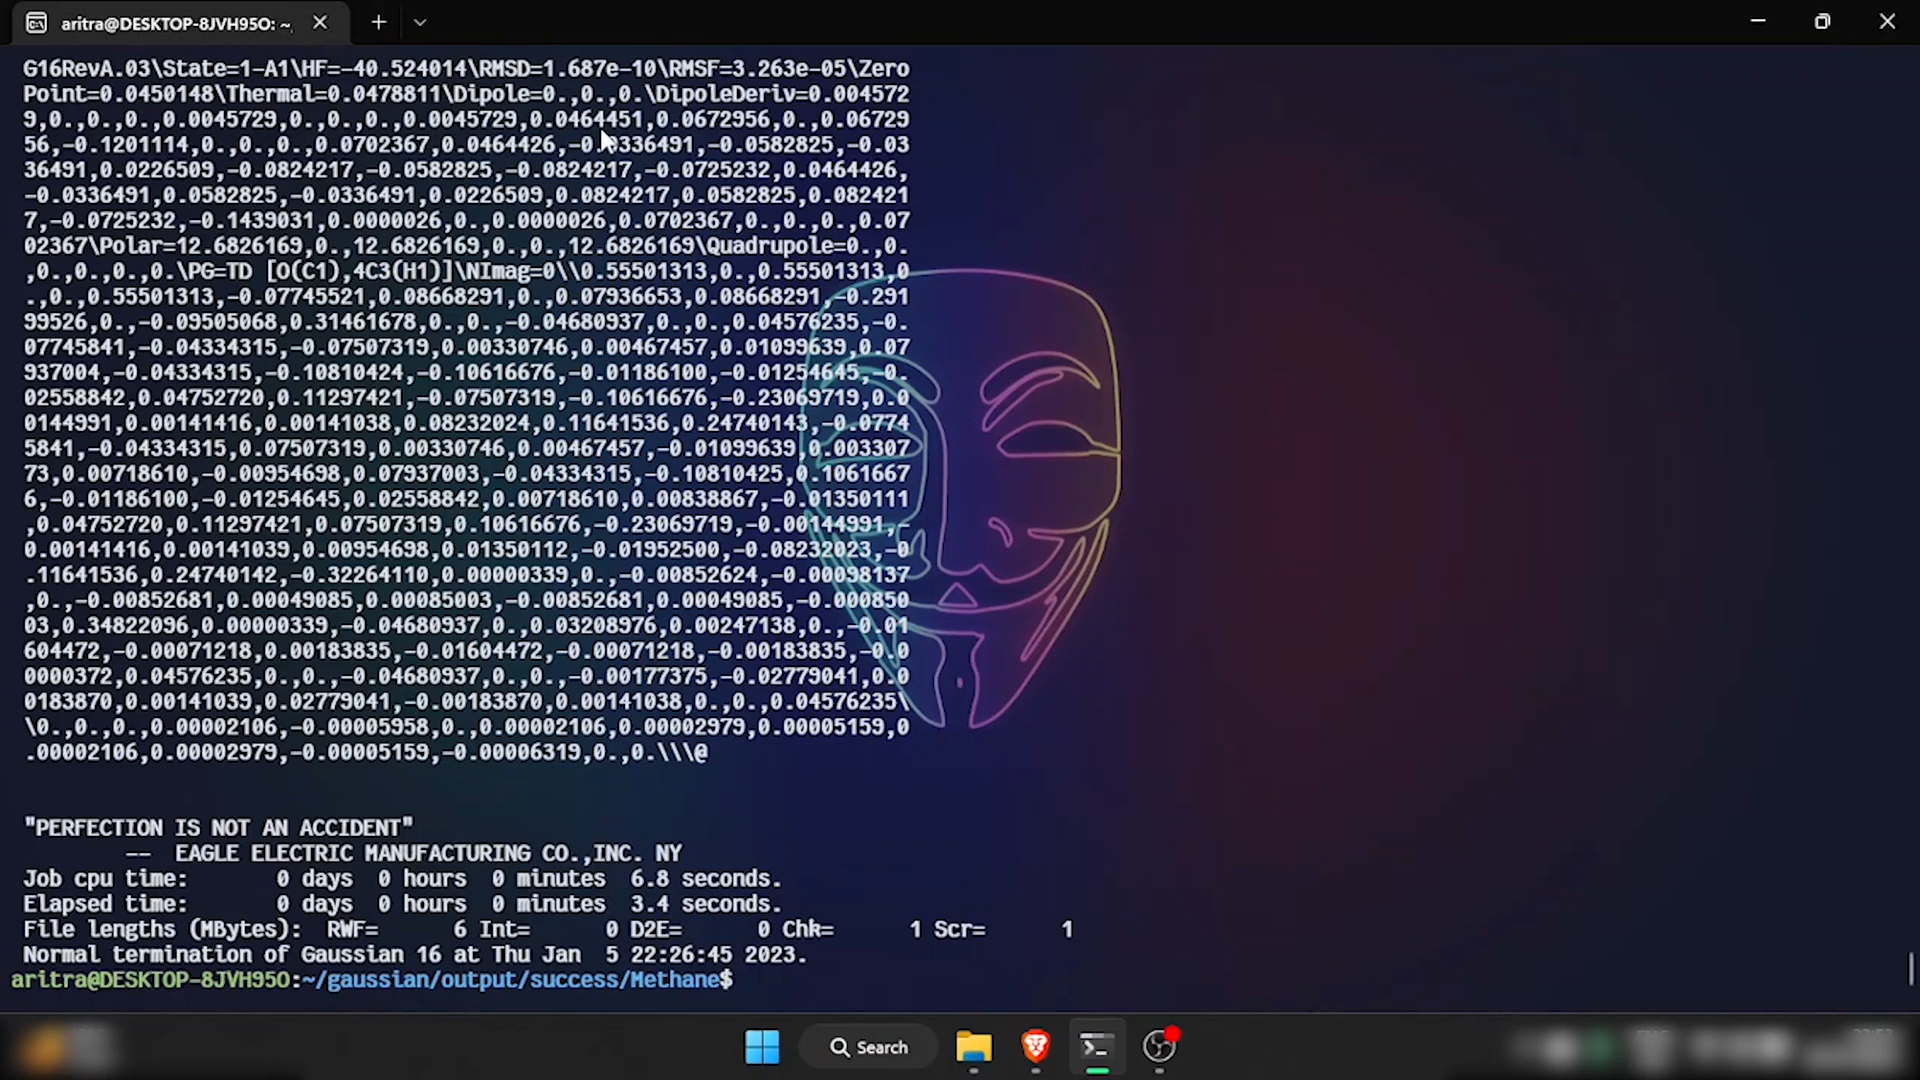 aritra@DESKTOP-8JVH95O: ~,
G16RevA.03\State=1-A1\HF=-40.524014\RMSD=1.687e-10\RMSF=3.263e-05\Zero
Point=0.0450148\Thermal=0.0478811\Dipole=0.,0.,0.\DipoleDeriv=0.004572
9,0.,0.,0.,0.0045729,0.,0.,0.,0.0045729,0.0464451,0.0672956,0.,0.06729
56,-0.1201114,0.,0.,0.,0.0702367,0.0464426,-0.0336491,-0.0582825,-0.03
36491,0.0226509,-0.0824217,-0.0582825,-0.0824217,-0.0725232,0.0464426,
-0.0336491,0.0582825,-0.0336491,0.0226509,0.0824217,0.0582825,0.082421
7,-0.0725232,-0.1439031,0.0000026,0.,0.0000026,0.0702367,0.,0.,0.,0.07
02367\Polar=12.6826169,0.,12.6826169,0.,0.,12.6826169\Quadrupole=0.,0.
,0.,0.,0.,0.\PG=TD [O(C1),4C3(H1)]\NImag=0\\0.55501313,0.,0.55501313,0
.,0.,0.55501313,-0.07745521,0.08668291,0.,0.07936653,0.08668291,-0.291
99526,0.,-0.09505068,0.31461678,0.,0.,-0.04680937,0.,0.,0.04576235,-0.
07745841,-0.04334315,-0.07507319,0.00330746,0.00467457,0.01099639,0.07
937004,-0.04334315,-0.10810424,-0.10616676,-0.01186100,-0.01254645,-0.
02558842,0.04752720,0.11297421,-0.07507319,-0.10616676,-0.23069719,0.0
0144991,0.00141416,0.00141038,0.08232024,0.11641536,0.24740143,-0.0774
5841,-0.04334315,0.07507319,0.00330746,0.00467457,-0.01099639,0.003307
73,0.00718610,-0.00954698,0.07937003,-0.04334315,-0.10810425,0.1061667
6,-0.01186100,-0.01254645,0.02558842,0.00718610,0.00838867,-0.01350111
,0.04752720,0.11297421,0.07507319,0.10616676,-0.23069719,-0.00144991,-
0.00141416,0.00141039,0.00954698,0.01350112,-0.01952500,-0.08232023,-0
.11641536,0.24740142,-0.32264110,0.00000339,0.,-0.00852624,-0.00098137
,0.,-0.00852681,0.00049085,0.00085003,-0.00852681,0.00049085,-0.000850
03,0.34822096,0.00000339,-0.04680937,0.,0.03208976,0.00247138,0.,-0.01
604472,-0.00071218,0.00183835,-0.01604472,-0.00071218,-0.00183835,-0.0
0000372,0.04576235,0.,0.,-0.04680937,0.,0.,-0.00177375,-0.02779041,0.0
0183870,0.00141039,0.02779041,-0.00183870,0.00141038,0.,0.,0.04576235\
\0.,0.,0.,0.00002106,-0.00005958,0.,0.00002106,0.00002979,0.00005159,0
.00002106,0.00002979,-0.00005159,-0.00006319,0.,0.\\\@
"PERFECTION IS NOT AN ACCIDENT"
-- EAGLE ELECTRIC MANUFACTURING CO.,INC. NY
Job cpu time: 0 days 0 hours 0 minutes 6.8 seconds.
Elapsed time: 0 days 0 hours 0 minutes 3.4 seconds.
File lengths (MBytes): RWF= 6 Int= 0 D2E= 0 Chk= 1 Scr= 1
Normal termination of Gaussian 16 at Thu Jan 5 22:26:45 2023.
aritra@DESKTOP-8JVH95O:~/gaussian/output/success/Methane$
Search